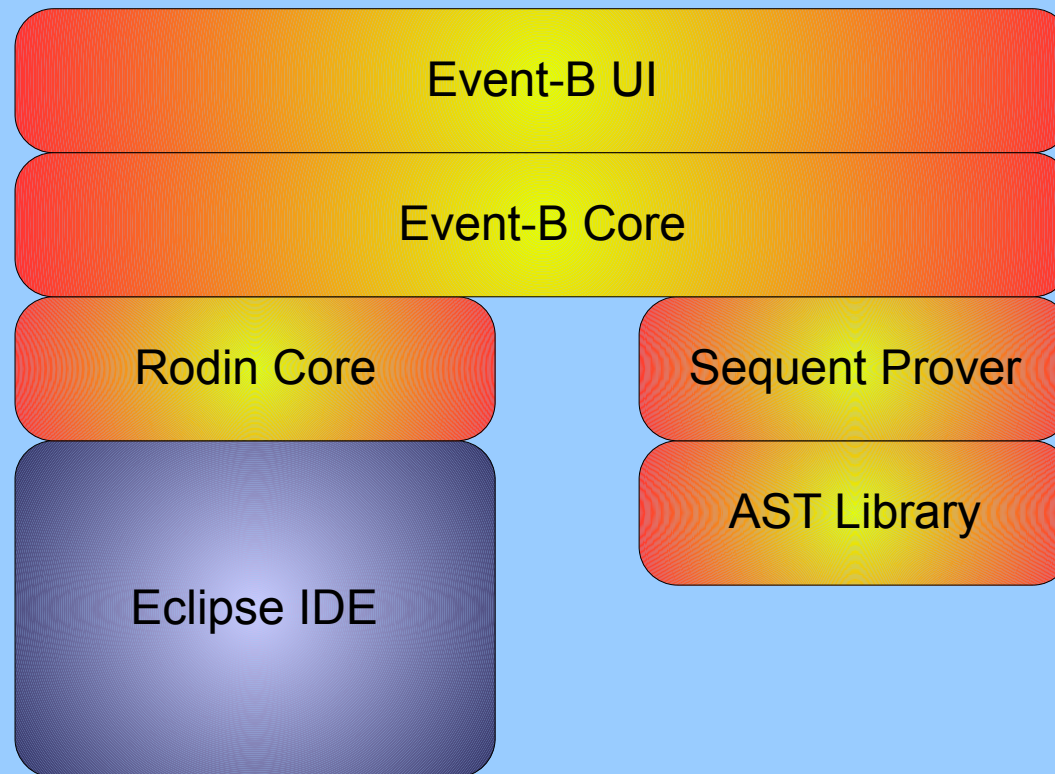 Event-B UI
Event-B Core
Rodin Core
Sequent Prover
AST Library
Eclipse IDE